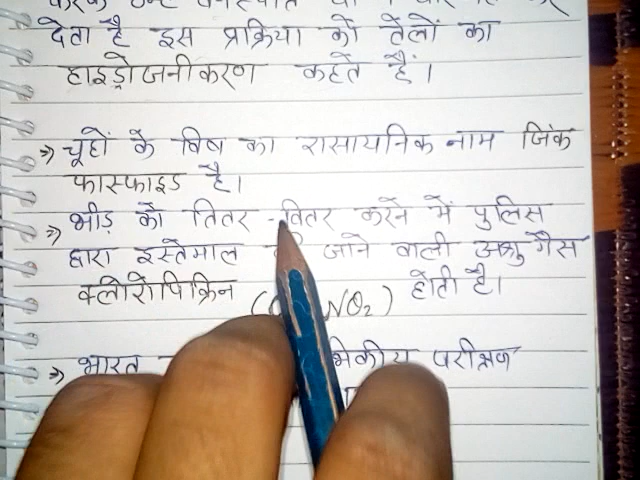 देता है इस प्रक्रिया को तेलों का
हाइड्रोजनीकरण कहते हैं।
⇒ चूहों के विष का रासायनिक नाम जिंक
फास्फाइड है।
⇒ भीड़ को तितर-वितर करने में पुलिस
द्वारा इस्तेमाल जाने वाली अश्रु गैस
क्लोरोपिक्रिन ( NO₂) होती है।
⇒ भारत परीक्षण